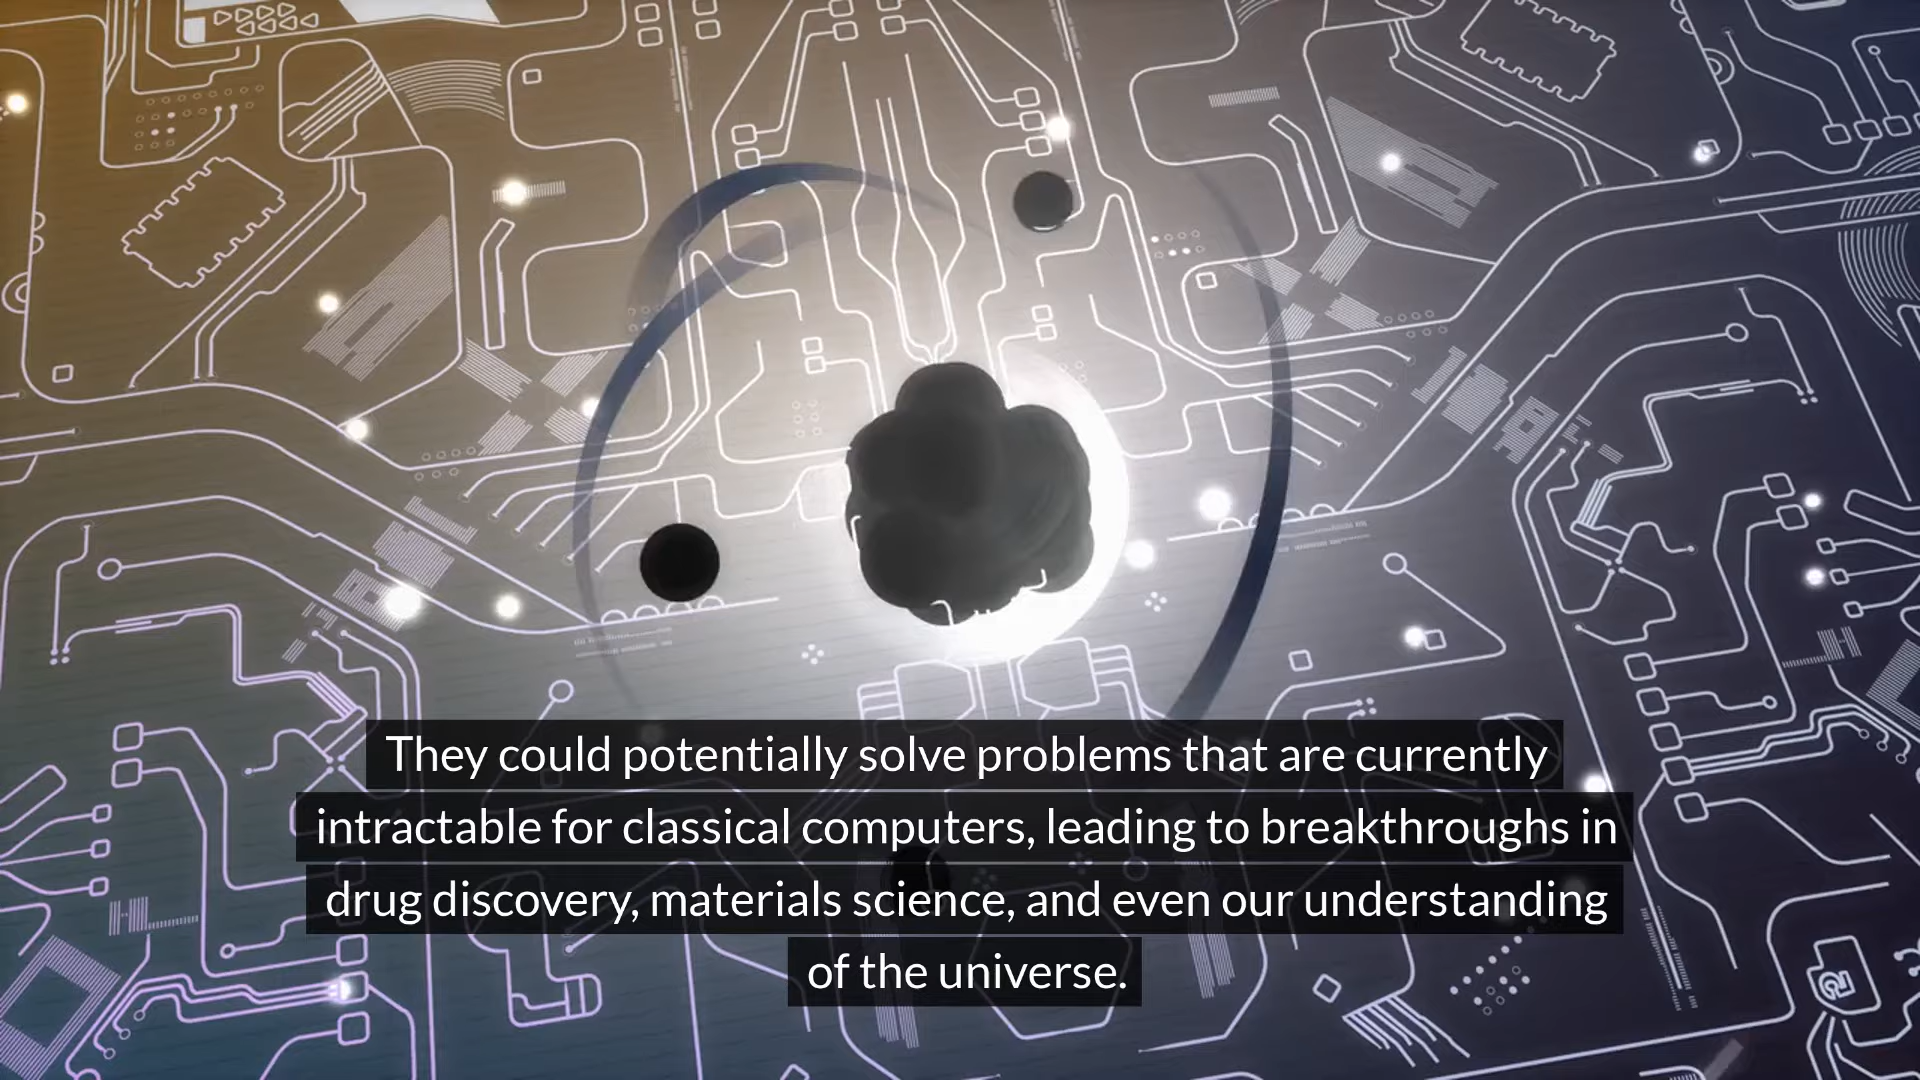 They could potentially solve problems that are currently
intractable for classical computers, leading to breakthroughs in
drug discovery, materials science, and even our understanding
of the universe.